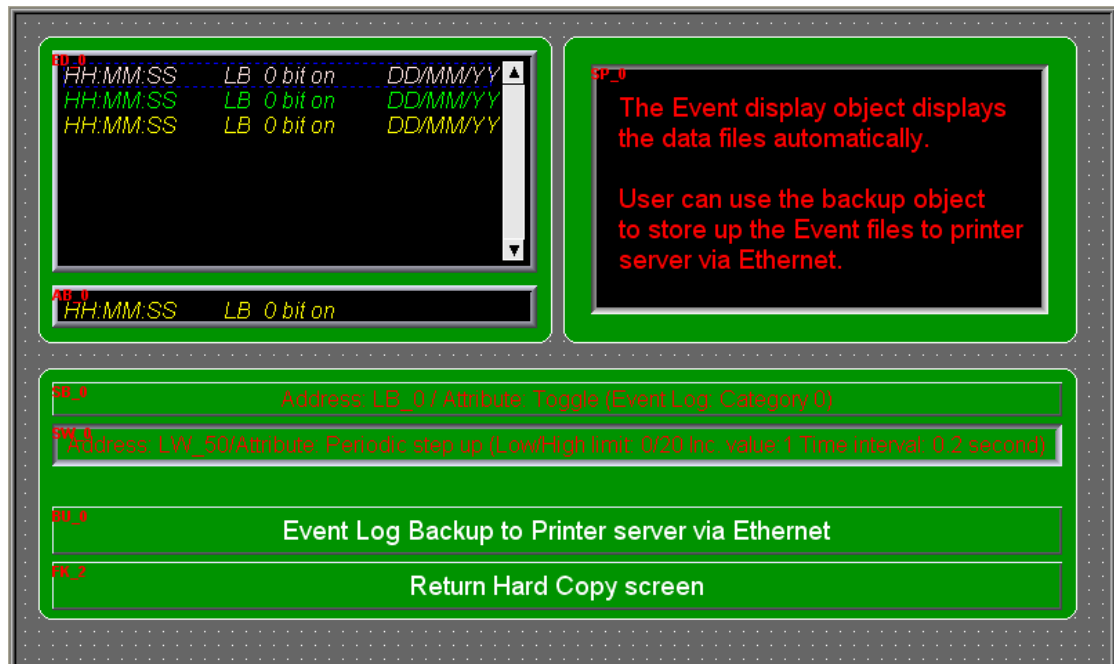 ED_0
HH:MM:SS LB 0 bit on DD/MM/YY
HH:MM:SS LB 0 bit on DD/MM/YY
HH:MM:SS LB 0 bit on DD/MM/YY
AB_0
HH:MM:SS LB 0 bit on
SP_0
The Event display object displays
the data files automatically.
User can use the backup object
to store up the Event files to printer
server via Ethernet.
SB_0
Address: LB_0 / Attribute: Toggle (Event Log: Category 0)
SW_0
Address: LW_50/Attribute: Periodic step up (Low/High limit: 0/20 Inc. value:1 Time interval: 0.2 second)
BU_0
Event Log Backup to Printer server via Ethernet
FK_2
Return Hard Copy screen